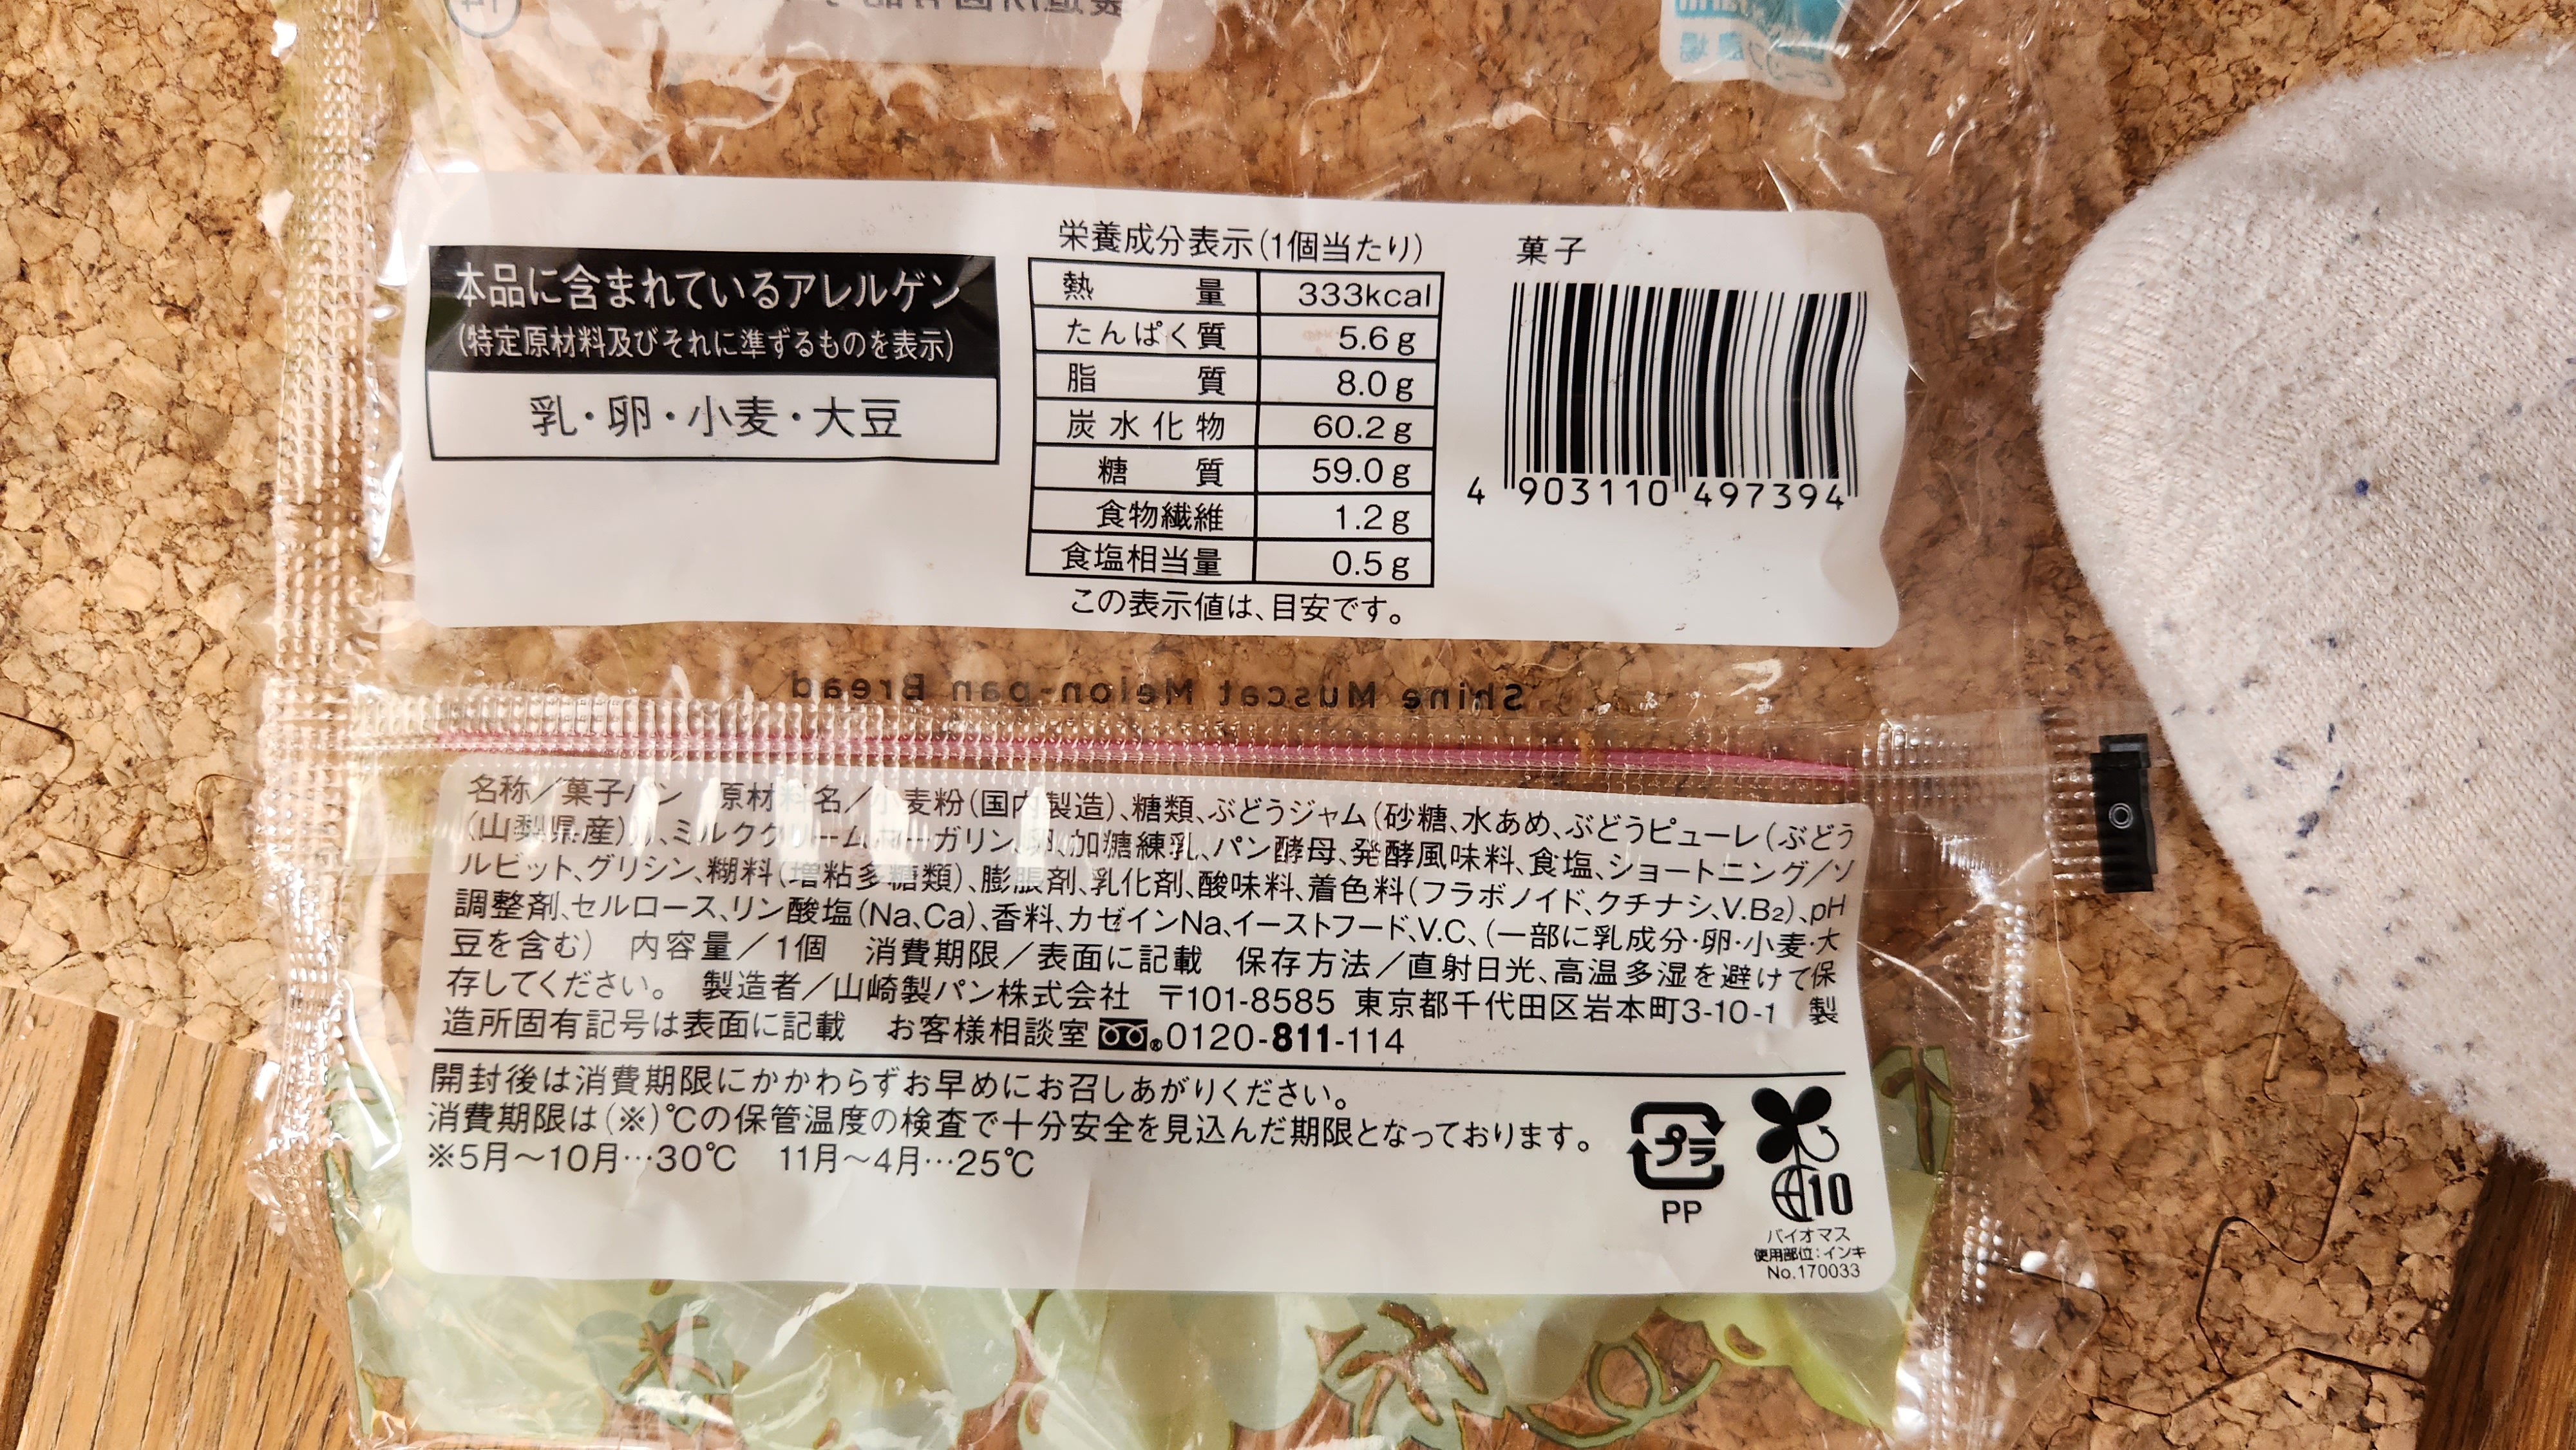 本品に含まれているアレルゲン
(特定原材料及びそれに準ずるものを表示)
乳・卵・小麦・大豆
栄養成分表示(1個当たり)
熱量 333kcal
たんぱく質 5.6g
脂質 8.0g
炭水化物 60.2g
糖質 59.0g
食物繊維 1.2g
食塩相当量 0.5g
この表示値は、目安です。
菓子
4 903110 497394
Shine Muscat Melon-pan Bread
名称/菓子パン 原材料名/小麦粉(国内製造)、糖類、ぶどうジャム(砂糖、水あめ、ぶどうピューレ(ぶどう
(山梨県産)))、ミルククリーム、マーガリン、卵、加糖練乳、パン酵母、発酵風味料、食塩、ショートニング/ソ
ルビット、グリシン、糊料(増粘多糖類)、膨脹剤、乳化剤、酸味料、着色料(フラボノイド、クチナシ、V.B₂)、pH
調整剤、セルロース、リン酸塩(Na、Ca)、香料、カゼインNa、イーストフード、V.C、(一部に乳成分・卵・小麦・大
豆を含む) 内容量/1個 消費期限/表面に記載 保存方法/直射日光、高温多湿を避けて保
存してください。 製造者/山崎製パン株式会社 〒101-8585 東京都千代田区岩本町3-10-1 製
造所固有記号は表面に記載 お客様相談室 ®0120-811-114
開封後は消費期限にかかわらずお早めにお召しあがりください。
消費期限は(※)℃の保管温度の検査で十分安全を見込んだ期限となっております。
※5月〜10月…30℃ 11月〜4月…25℃
プラ
PP
10
バイオマス
使用部位:インキ
No.170033